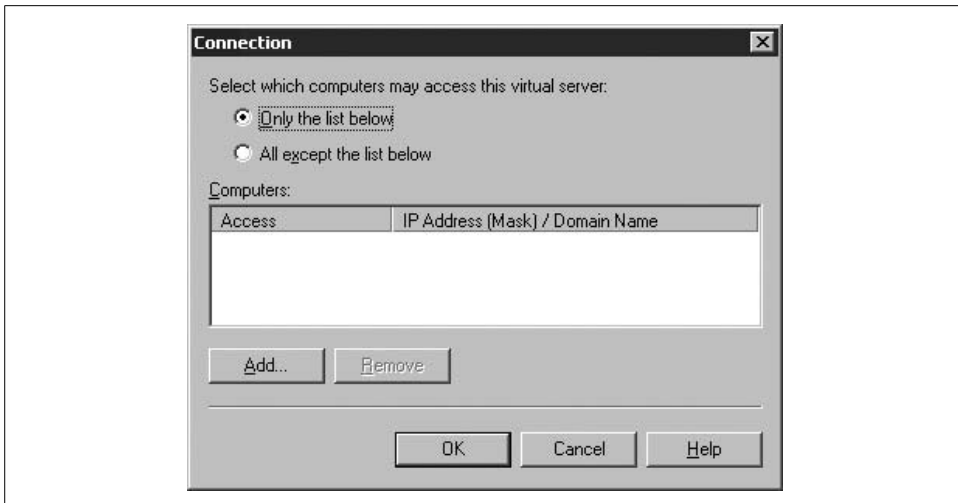 Connection
Select which computers may access this virtual server:
Only the list below
All except the list below
Computers:
Access IP Address (Mask) / Domain Name
Add... Remove
OK Cancel Help